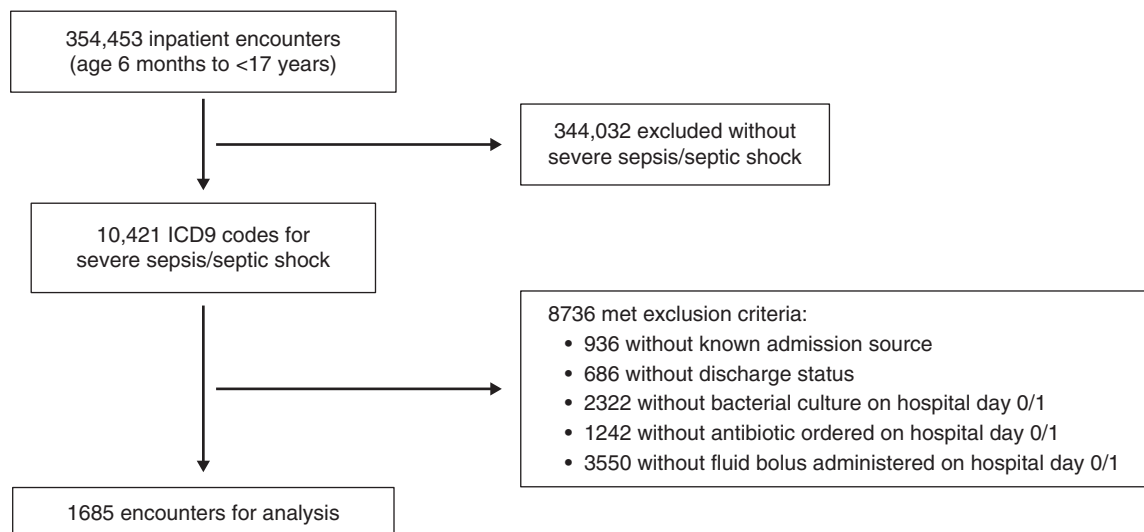 354,453 inpatient encounters
(age 6 months to <17 years)
344,032 excluded without
severe sepsis/septic shock
10,421 ICD9 codes for
severe sepsis/septic shock
8736 met exclusion criteria:
• 936 without known admission source
• 686 without discharge status
• 2322 without bacterial culture on hospital day 0/1
• 1242 without antibiotic ordered on hospital day 0/1
• 3550 without fluid bolus administered on hospital day 0/1
1685 encounters for analysis